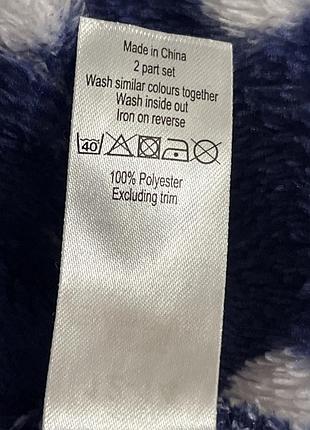 Made in China
2 part set
Wash similar colours together
Wash inside out
Iron on reverse
40
100% Polyester
Excluding trim